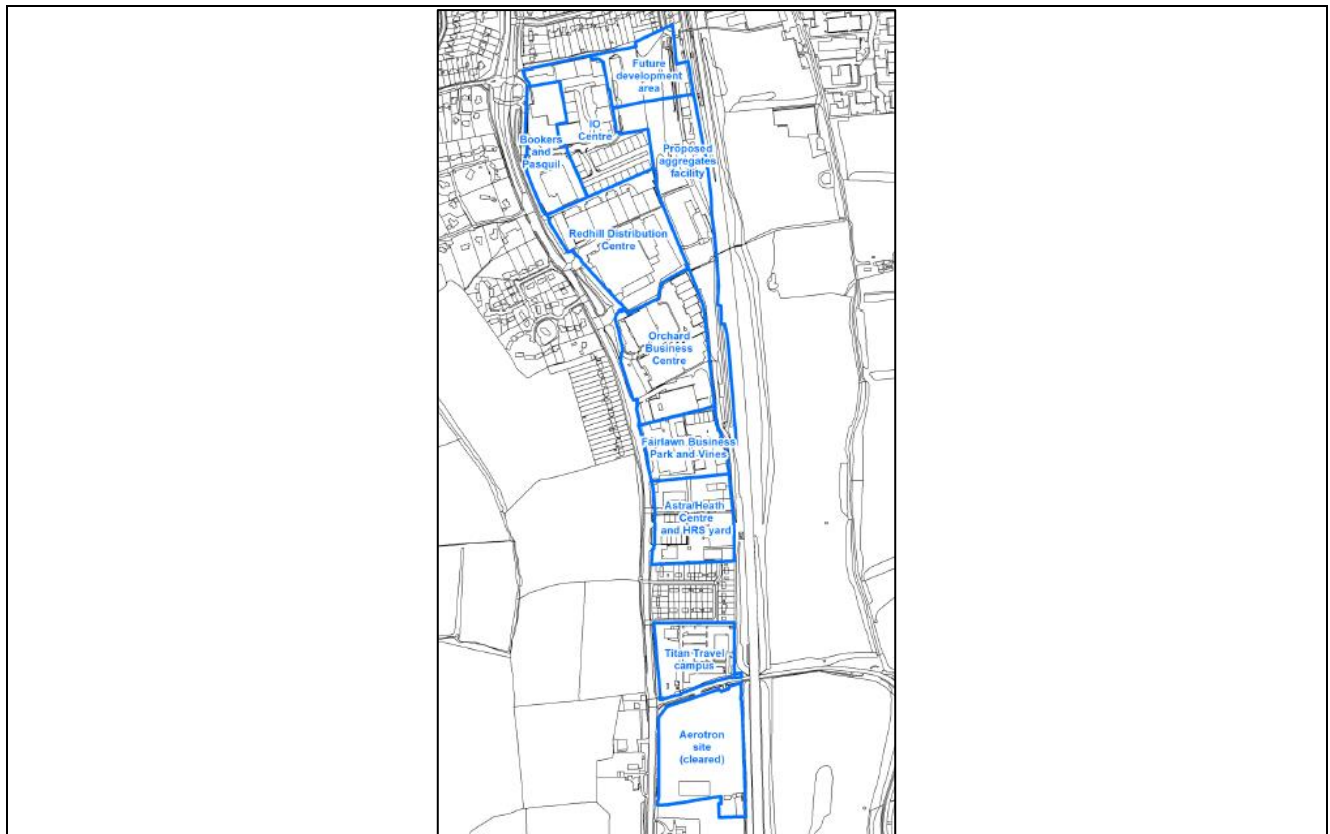 Future
development
area
IO
Centre
Bookers
and
Pasquil
Proposed
aggregates
facility
Redhill Distribution
Centre
Orchard
Business
Centre
Fairlawn Business
Park and Vines
Astra/Heath
Centre
and HRS yard
Titan Travel
campus
Aerotron
site
(cleared)